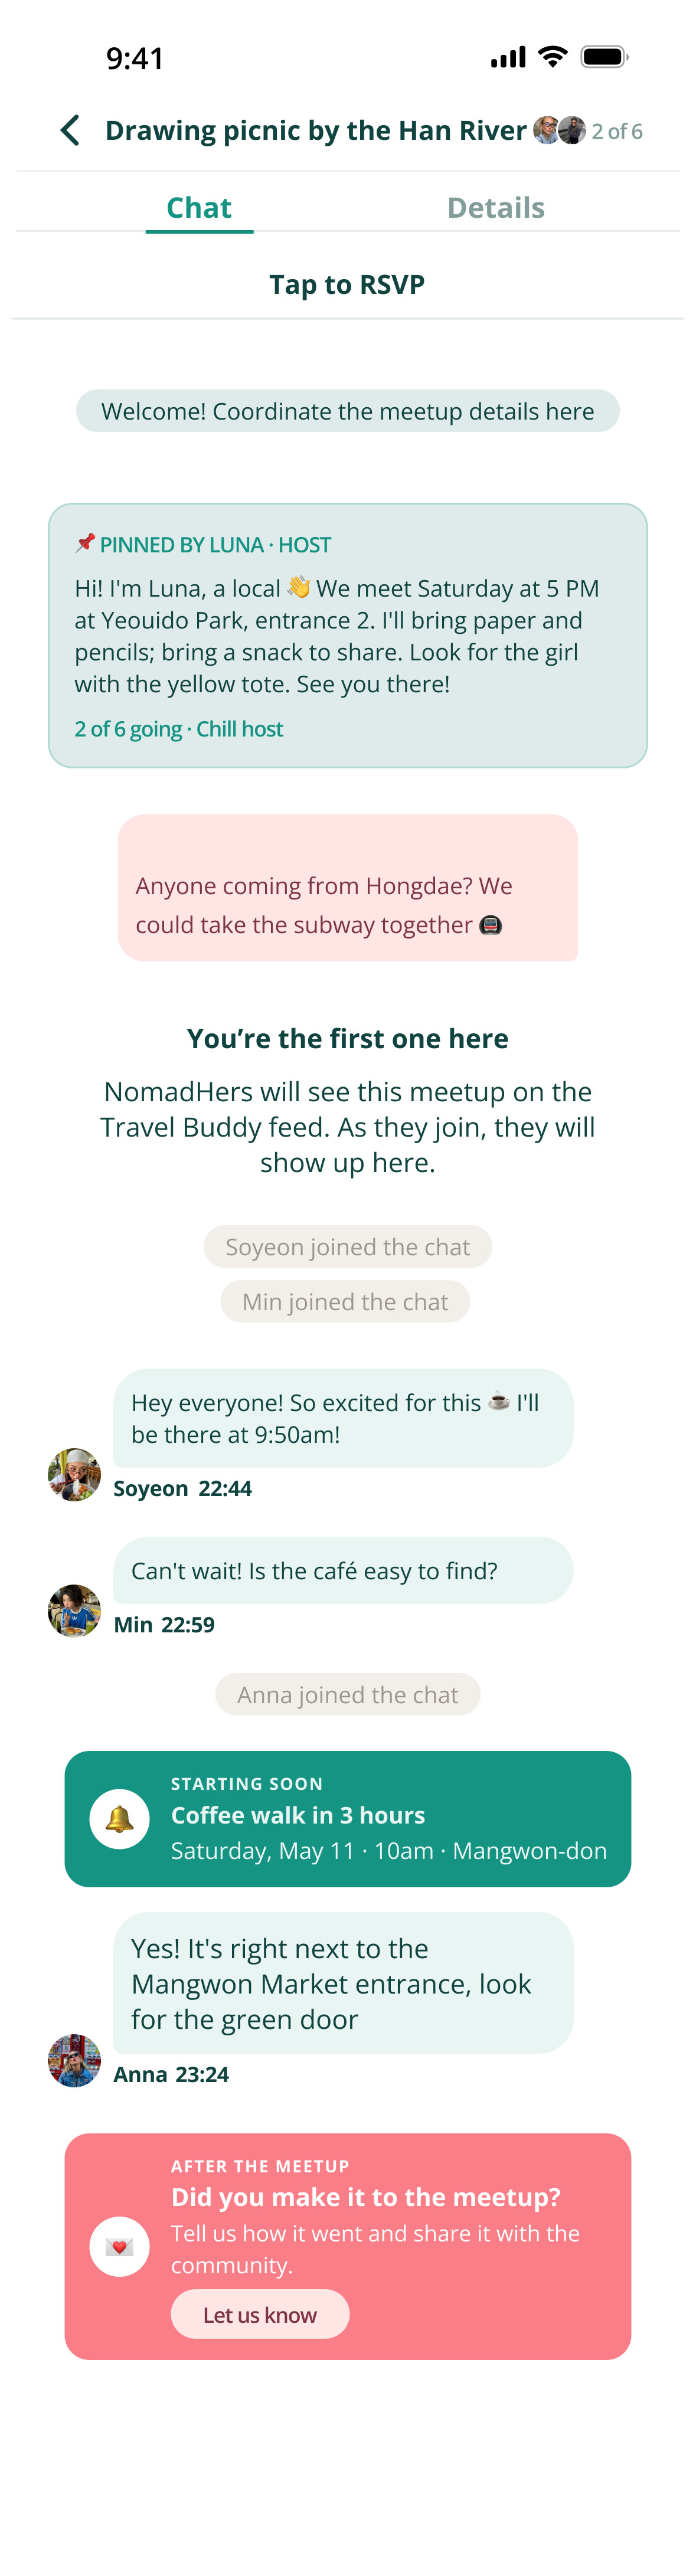 9:41
Drawing picnic by the Han River 2 of 6
Chat Details
Tap to RSVP
Welcome! Coordinate the meetup details here
PINNED BY LUNA · HOST
Hi! I'm Luna, a local 👋 We meet Saturday at 5 PM
at Yeouido Park, entrance 2. I'll bring paper and
pencils; bring a snack to share. Look for the girl
with the yellow tote. See you there!
2 of 6 going · Chill host
Anyone coming from Hongdae? We
could take the subway together 🚇
You’re the first one here
NomadHers will see this meetup on the
Travel Buddy feed. As they join, they will
show up here.
Soyeon joined the chat
Min joined the chat
Hey everyone! So excited for this ☕ I'll
be there at 9:50am!
Soyeon 22:44
Can't wait! Is the café easy to find?
Min 22:59
Anna joined the chat
STARTING SOON
Coffee walk in 3 hours
Saturday, May 11 · 10am · Mangwon-don
Yes! It's right next to the
Mangwon Market entrance, look
for the green door
Anna 23:24
AFTER THE MEETUP
Did you make it to the meetup?
Tell us how it went and share it with the
community.
Let us know